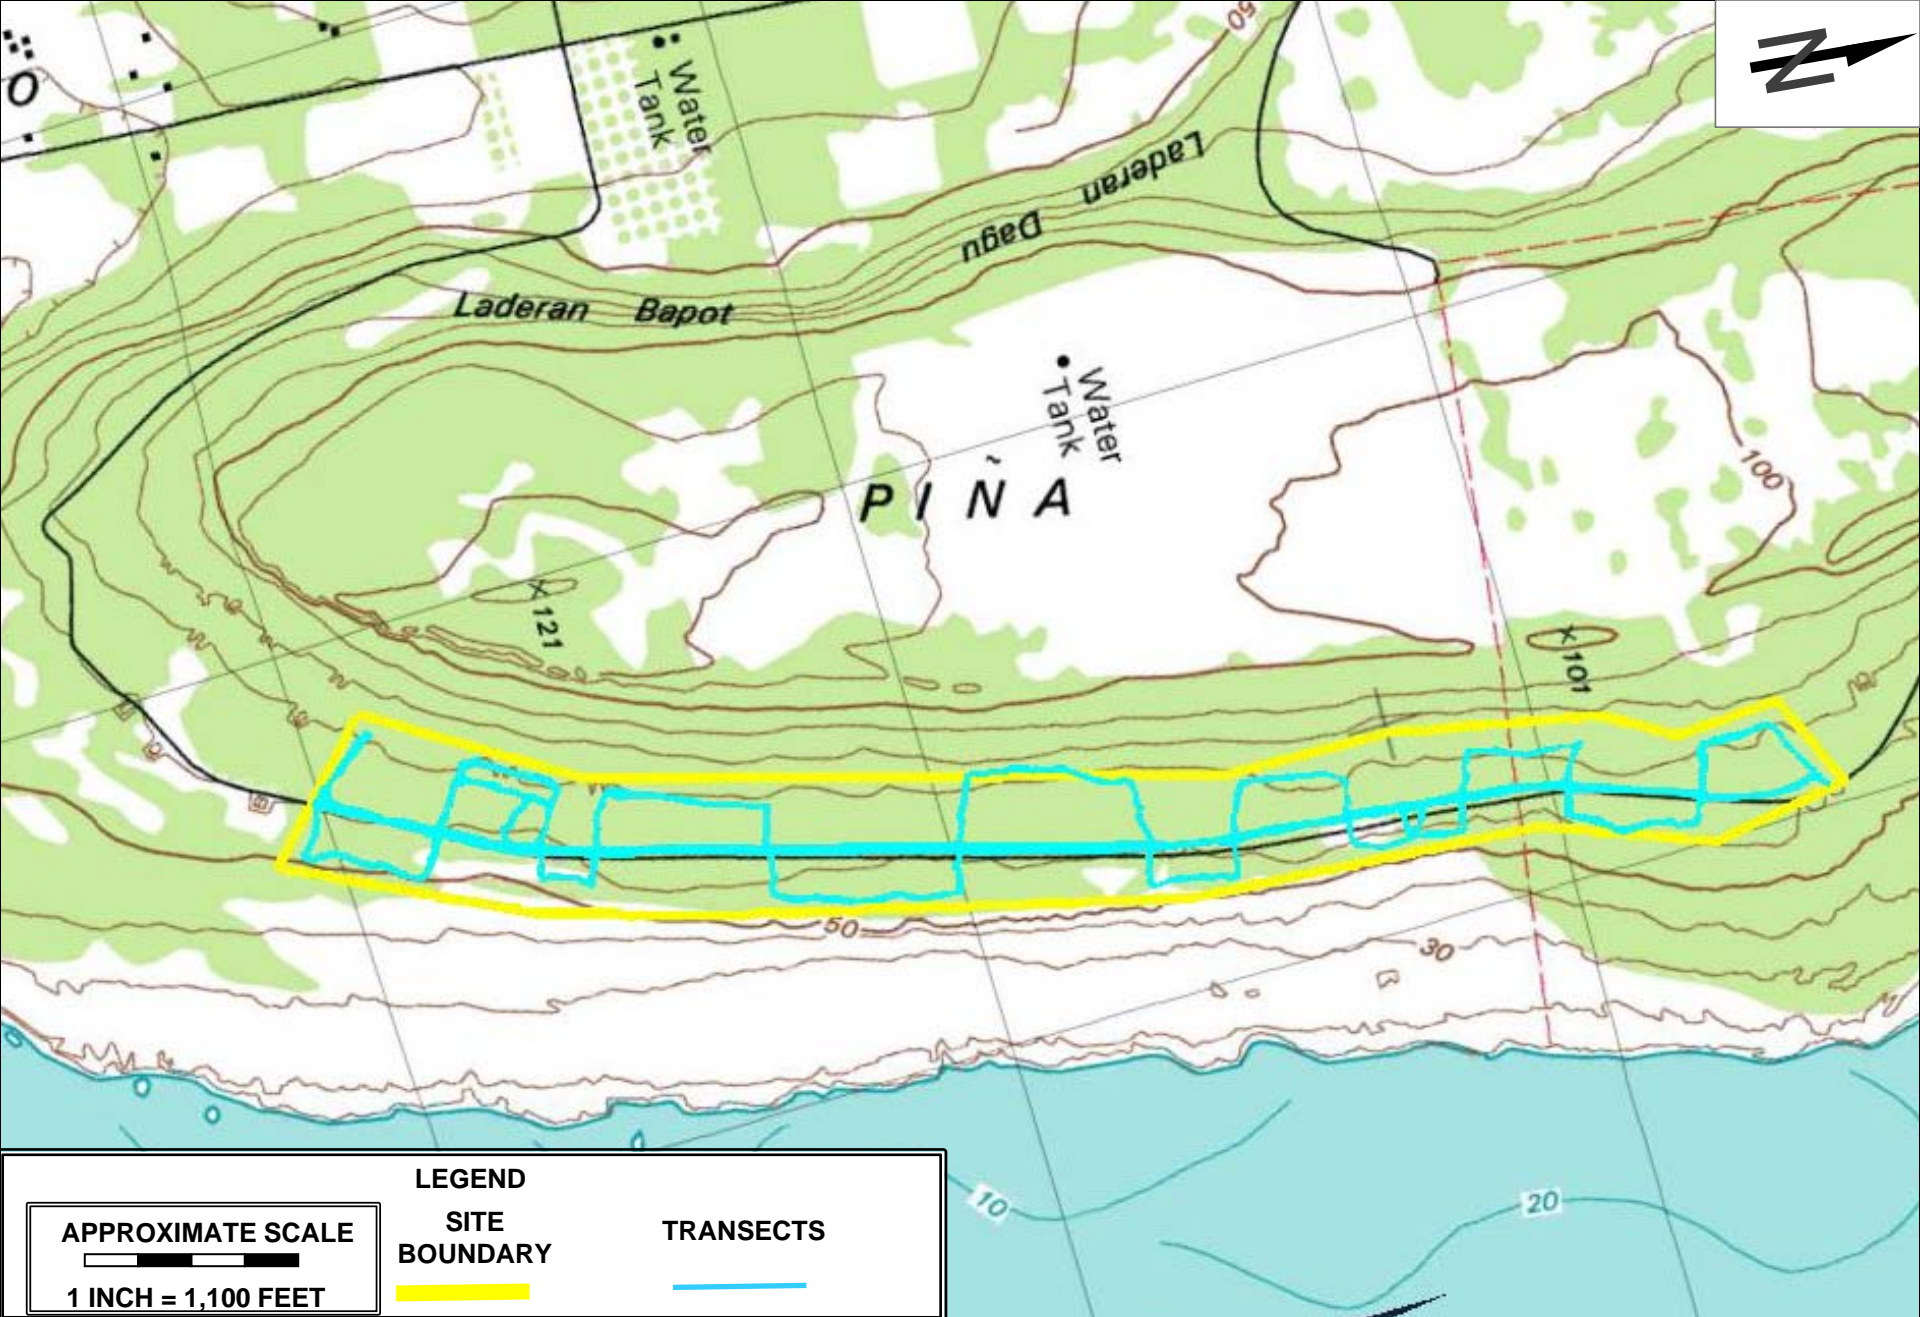 50
N
O
Water
Tank
Laderan
Dagu
Laderan Bapot
Water
Tank
PIÑA
100
×121
×101
50
30
10
20
LEGEND
APPROXIMATE SCALE
1 INCH = 1,100 FEET
SITE
BOUNDARY
TRANSECTS